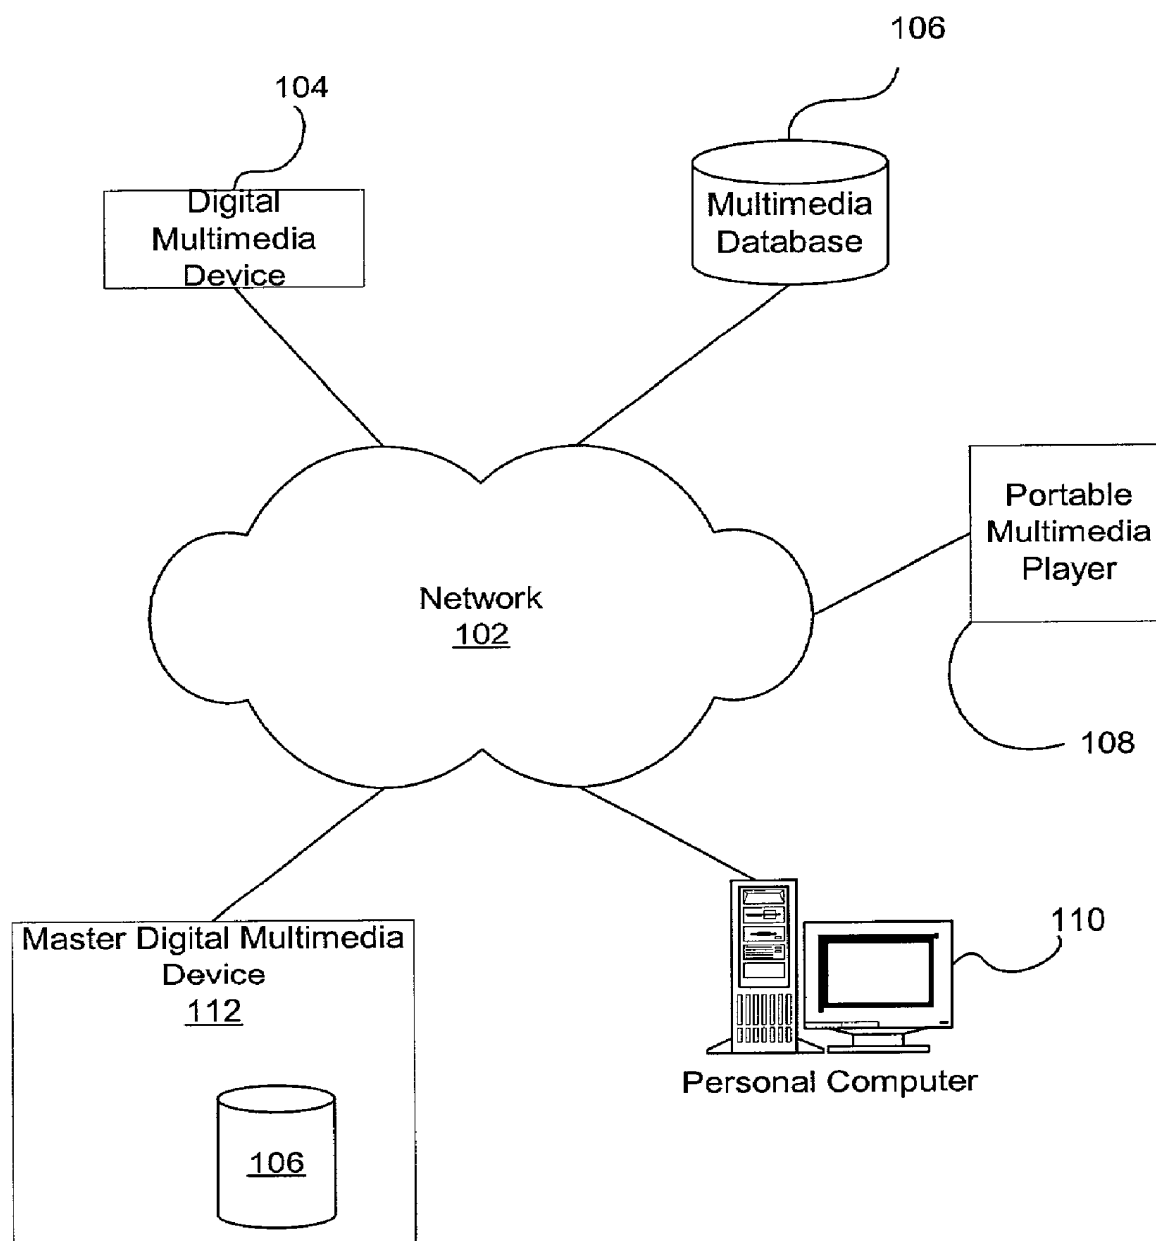 106
104
Digital
Multimedia
Device
Multimedia
Database
Portable
Multimedia
Player
Network
102
108
110
Master Digital Multimedia
Device
112
106
Personal Computer